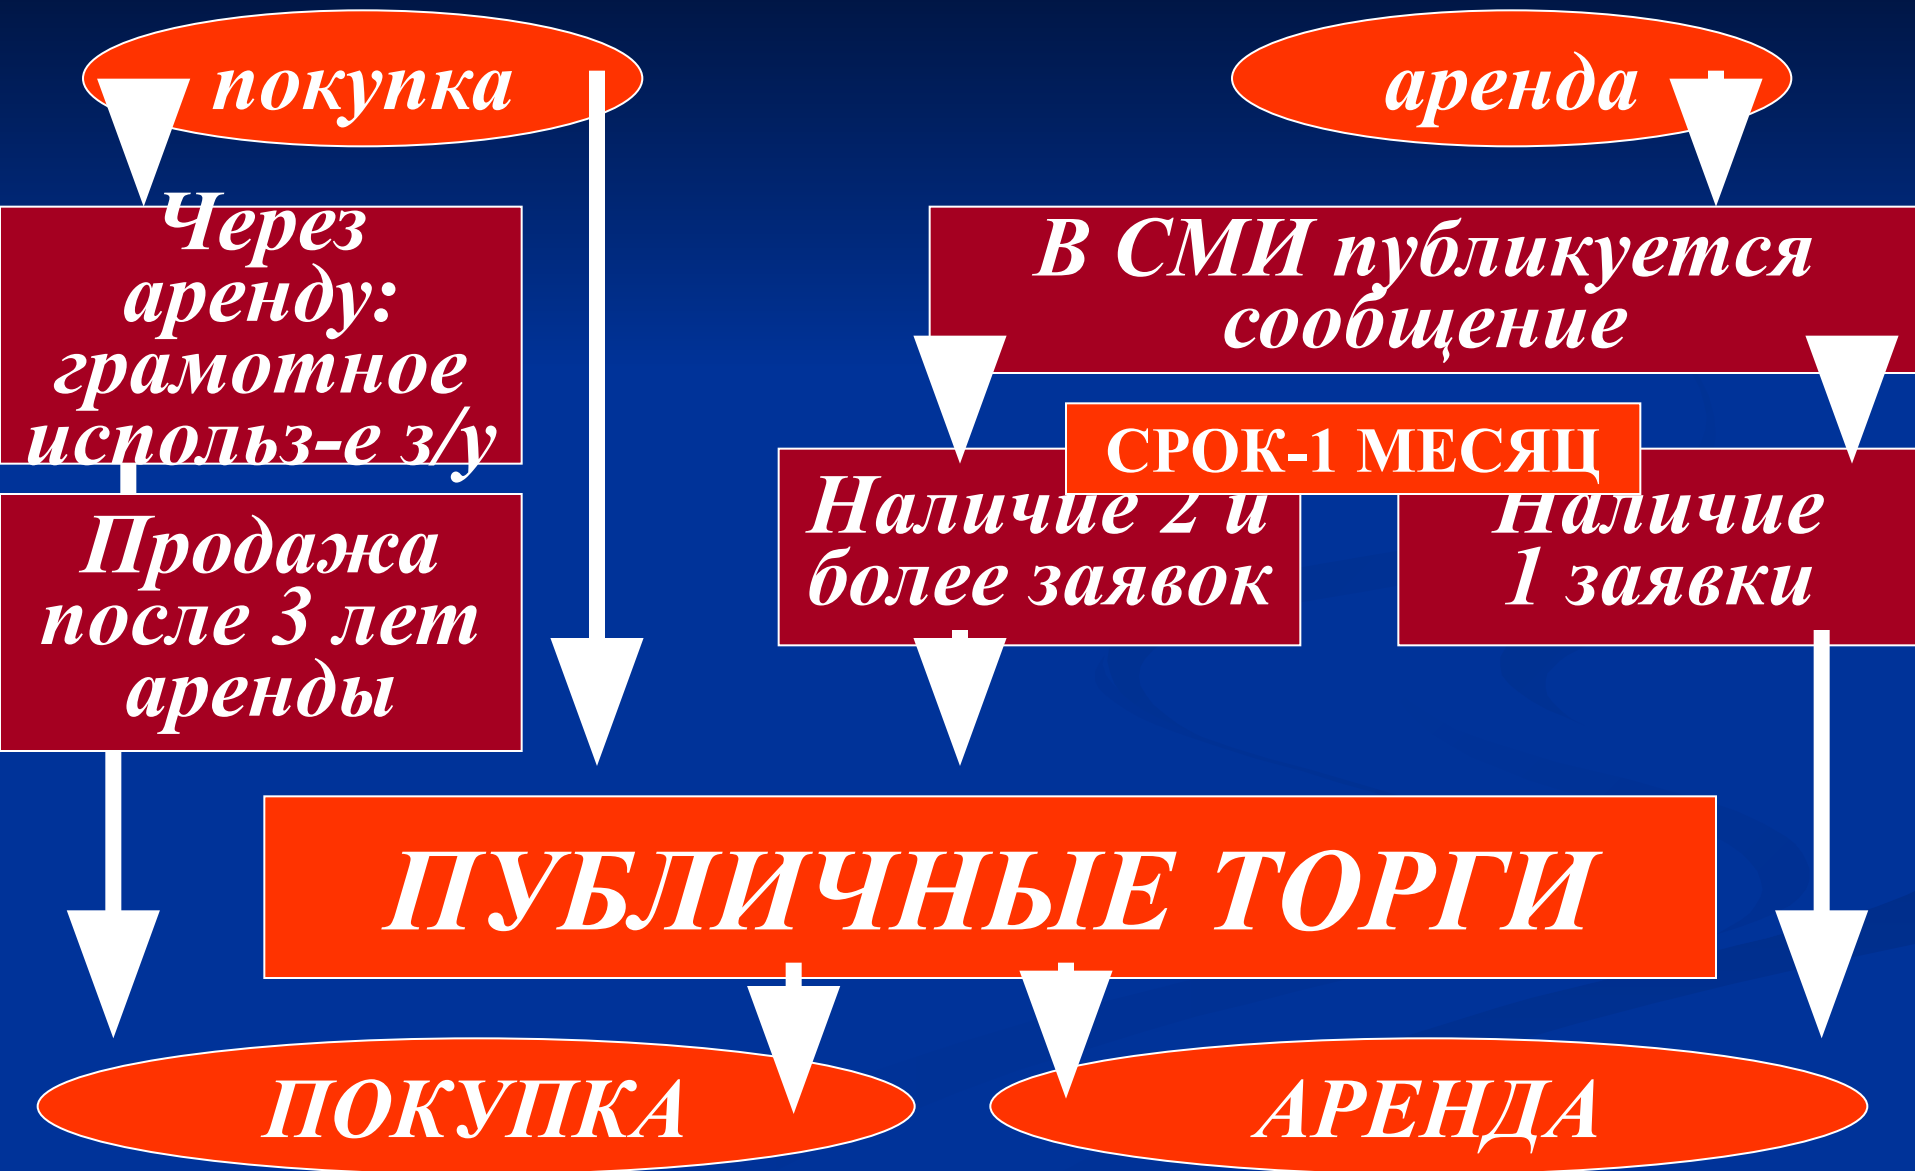 покупка
аренда
Через
аренду:
грамотное
использ-е з/у
Продажа
после 3 лет
аренды
В СМИ публикуется
сообщение
СРОК-1 МЕСЯЦ
Наличие 2 и
более заявок
Наличие
1 заявки
ПУБЛИЧНЫЕ ТОРГИ
ПОКУПКА
АРЕНДА